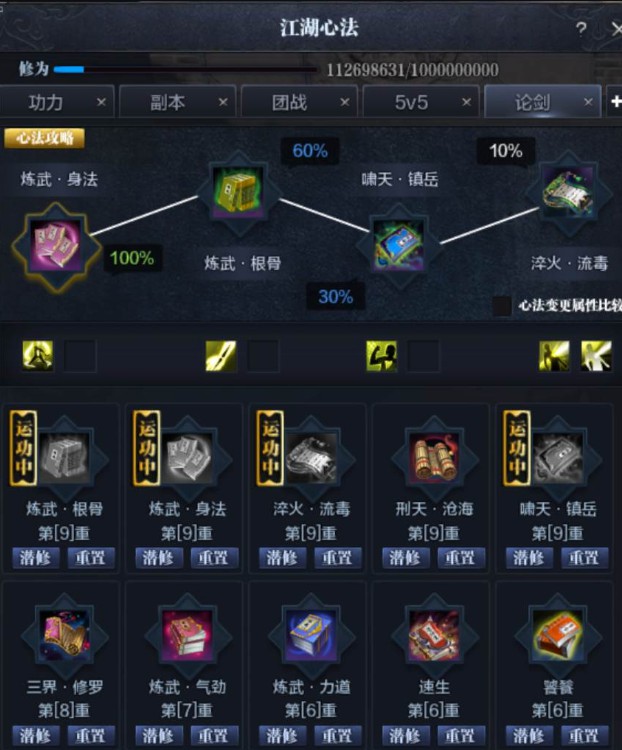 江湖心法
?
修为
112698631/1000000000
功力
副本
团战
5v5
论剑
心法攻略
60%
10%
炼武·身法
啸天·镇岳
100%
炼武·根骨
淬火·流毒
30%
心法变更属性比较
运功中
运功中
运功中
运功中
炼武·根骨
炼武·身法
淬火·流毒
刑天·沧海
啸天·镇岳
第[9]重
第[9]重
第[9]重
第[9]重
第[9]重
潜修 重置
潜修 重置
潜修 重置
潜修 重置
潜修 重置
三界·修罗
炼武·气劲
炼武·力道
速生
饕餮
第[8]重
第[7]重
第[6]重
第[6]重
第[6]重
潜修 重置
潜修 重置
潜修 重置
潜修 重置
潜修 重置